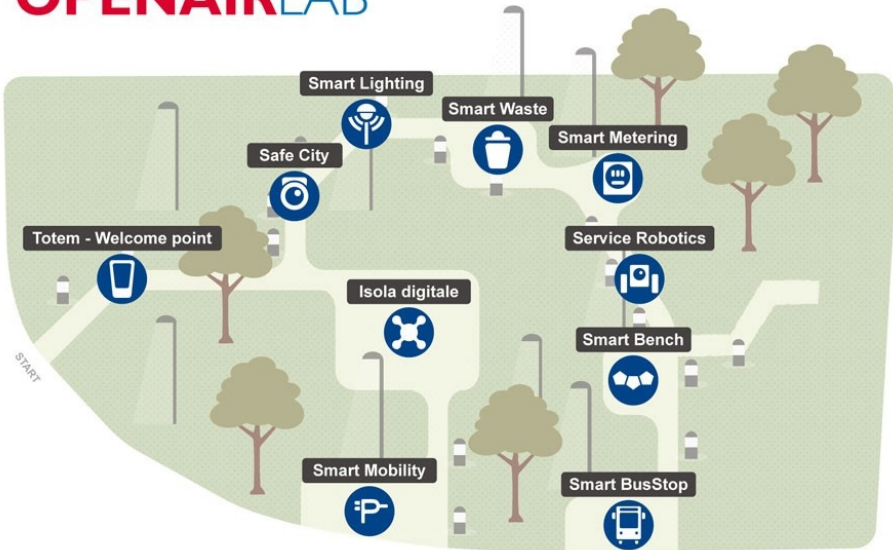 OPENAIRLAB
Smart Lighting
Smart Waste
Smart Metering
Safe City
Totem - Welcome point
Service Robotics
Isola digitale
Smart Bench
START
Smart Mobility
Smart BusStop